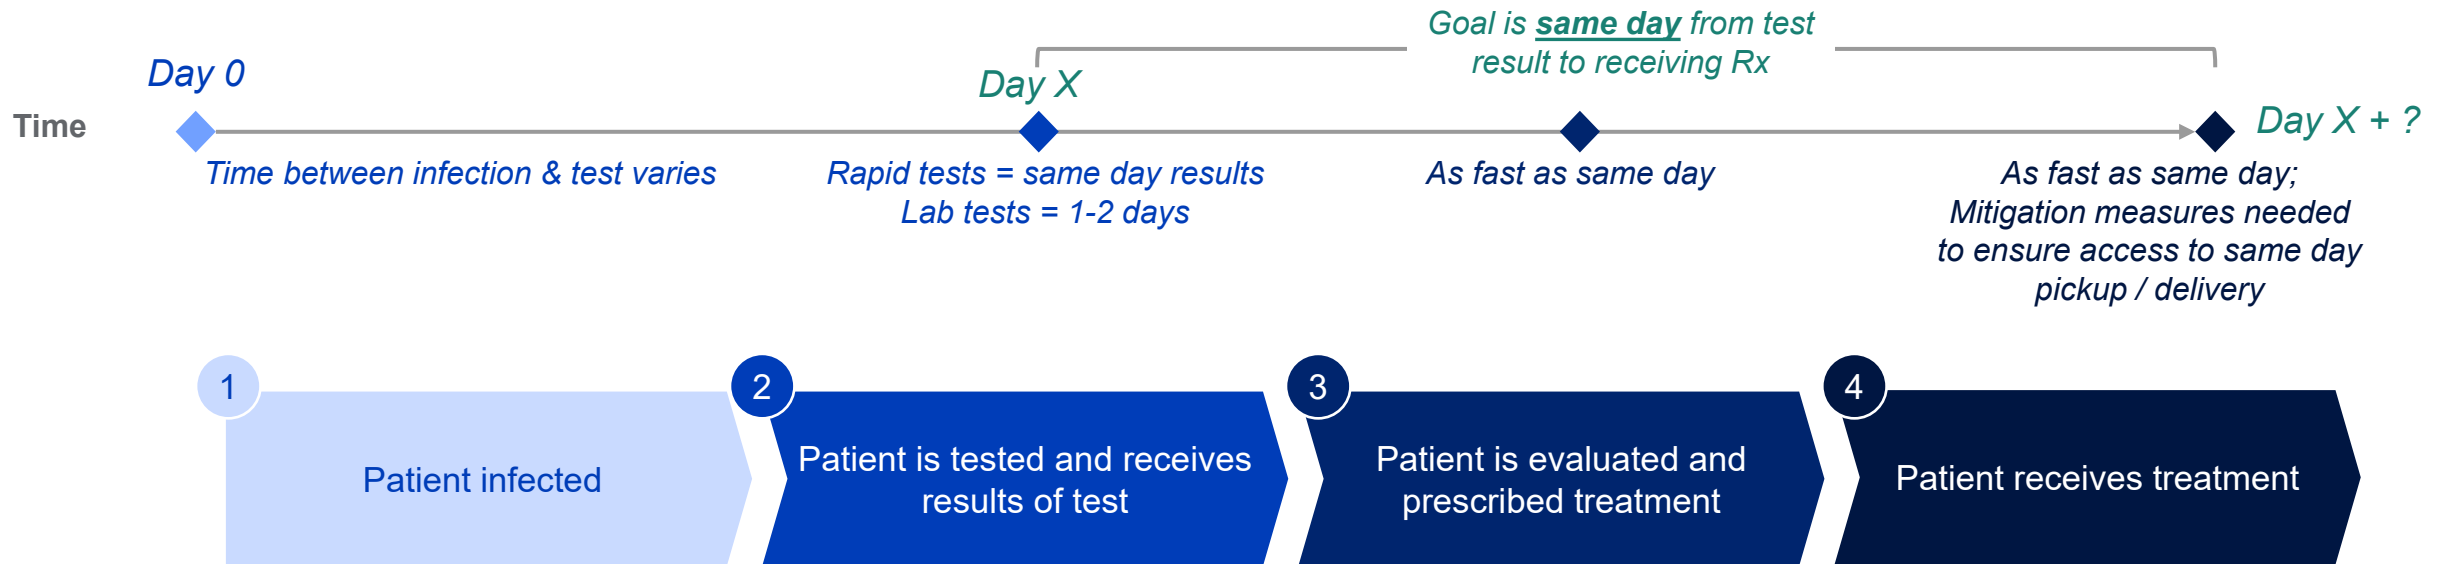 Goal is same day from test
result to receiving Rx
Day 0
Day X
Time
Day X + ?
Time between infection & test varies
Rapid tests = same day results
Lab tests = 1-2 days
As fast as same day
As fast as same day;
Mitigation measures needed
to ensure access to same day
pickup / delivery
1
Patient infected
2
Patient is tested and receives
results of test
3
Patient is evaluated and
prescribed treatment
4
Patient receives treatment